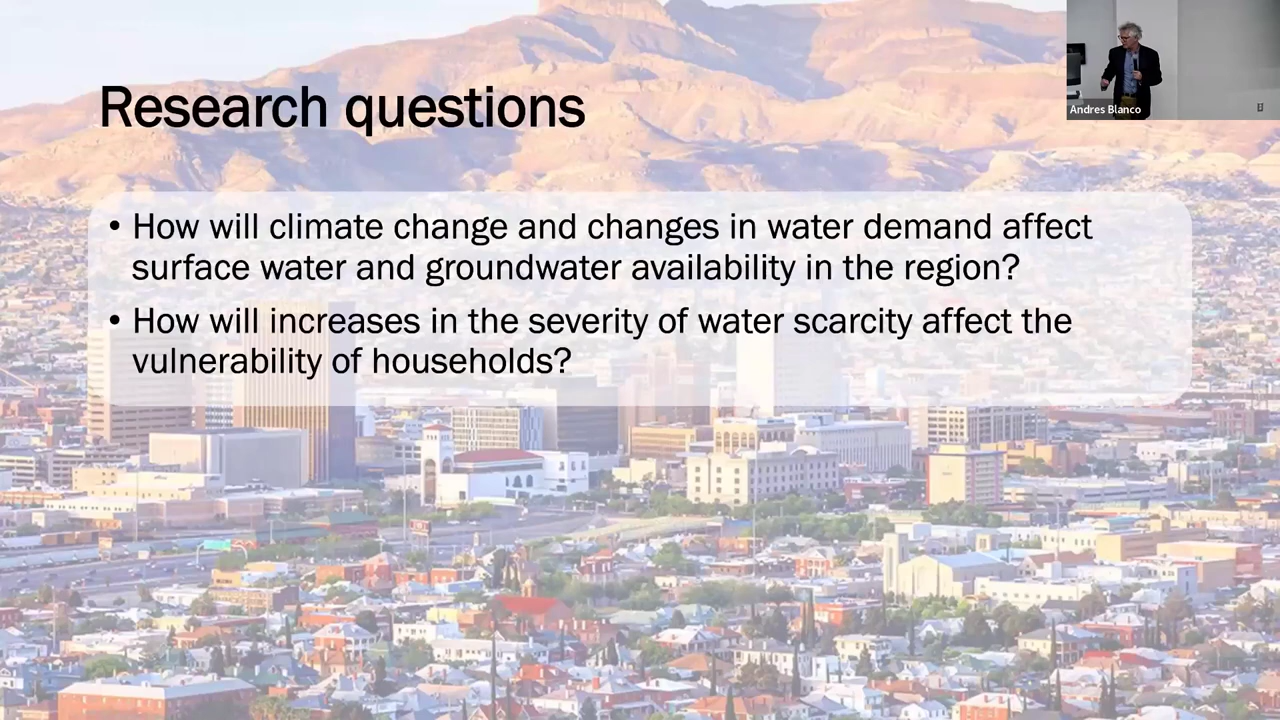 Andres Blanco
Research questions
• How will climate change and changes in water demand affect
surface water and groundwater availability in the region?
• How will increases in the severity of water scarcity affect the
vulnerability of households?